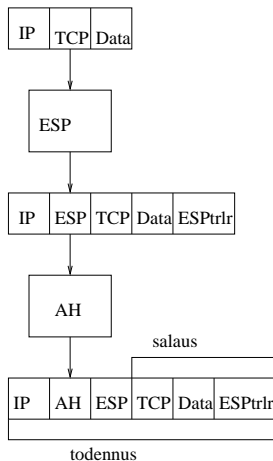 IP TCP Data
ESP
IP ESP TCP Data ESPtrlr
AH
salaus
IP AH ESP TCP Data ESPtrlr
todennus